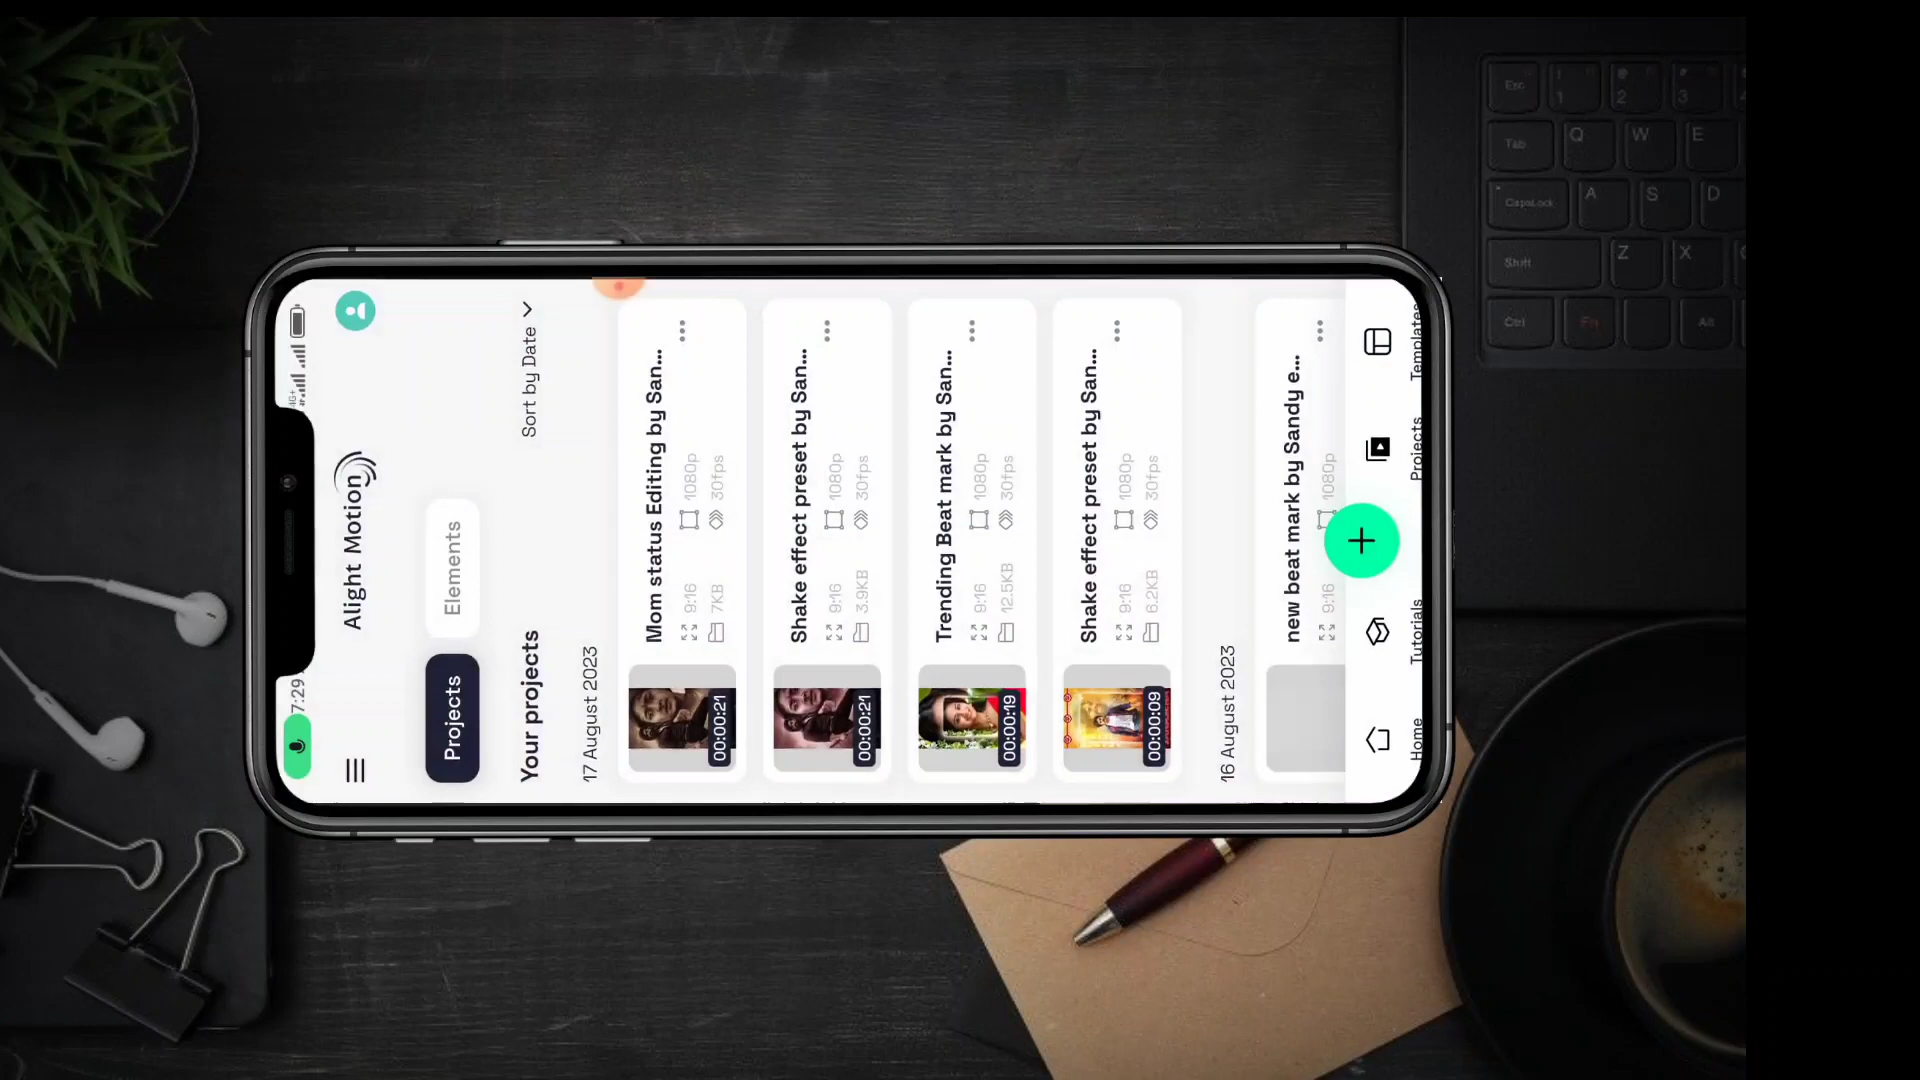 7:29
4G+
Alight Motion
Projects
Elements
Your projects
Sort by Date
17 August 2023
Mom status Editing by San...
9:16
1080p
7KB
30fps
00:00:21
Shake effect preset by San...
9:16
1080p
3.9KB
30fps
00:00:21
Trending Beat mark by San...
9:16
1080p
12.5KB
30fps
00:00:19
Shake effect preset by San...
9:16
1080p
6.2KB
30fps
00:00:09
16 August 2023
new beat mark by Sandy e...
9:16
1080p
Home
Tutorials
Projects
Templates
Esc
1
2
3
Tab
Q
W
E
CapsLock
A
S
D
Shift
Z
X
Ctrl
Fn
Alt